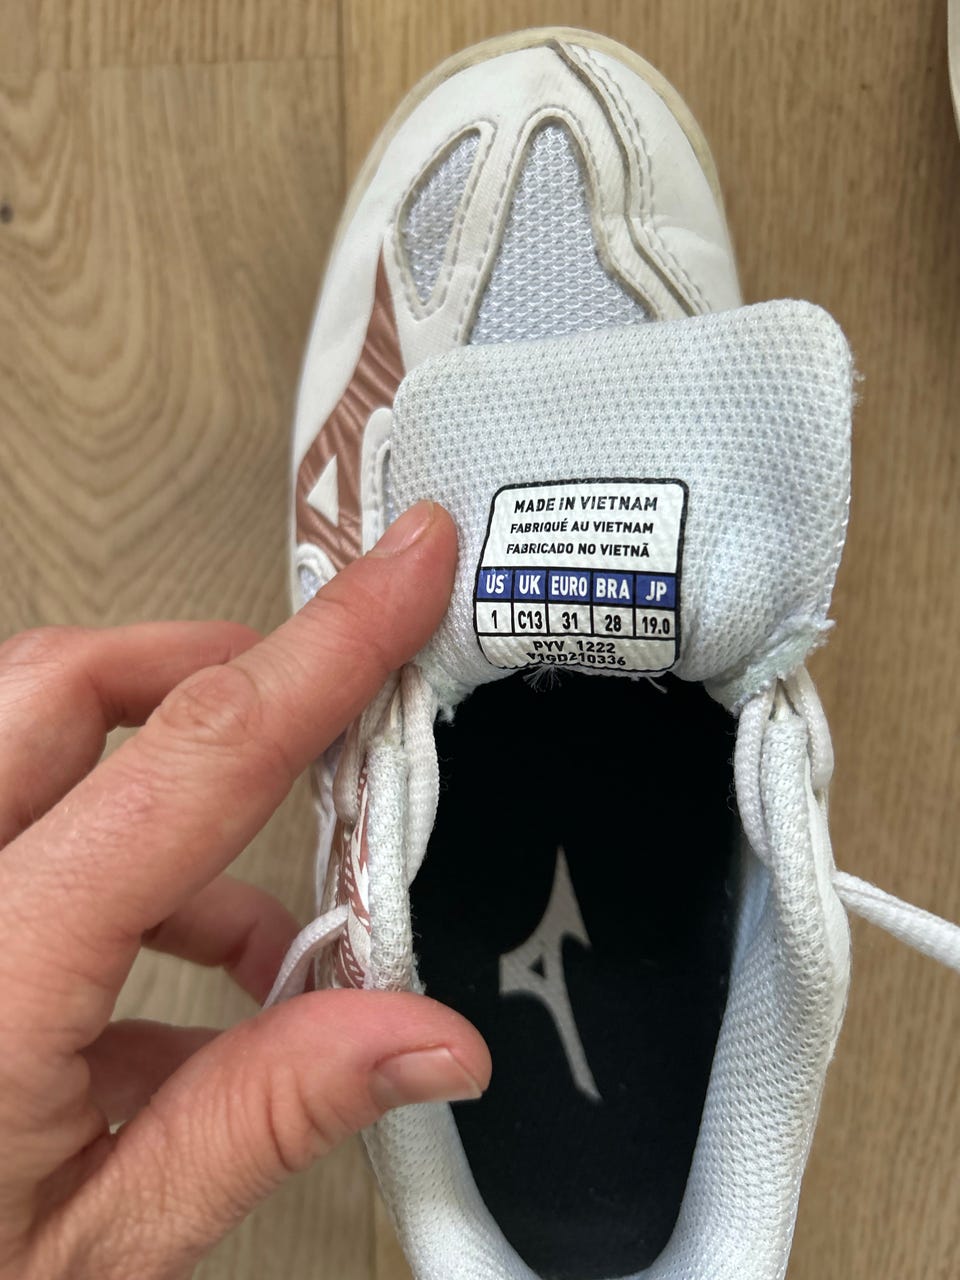 MADE iN VIETNAM
FABRIQUÉ AU VIETNAM
FABRICADO NO VIETNÃ
US UK EURO BRA JP
1 C13 31 28 19.0
PYV 1222
V1GD210336